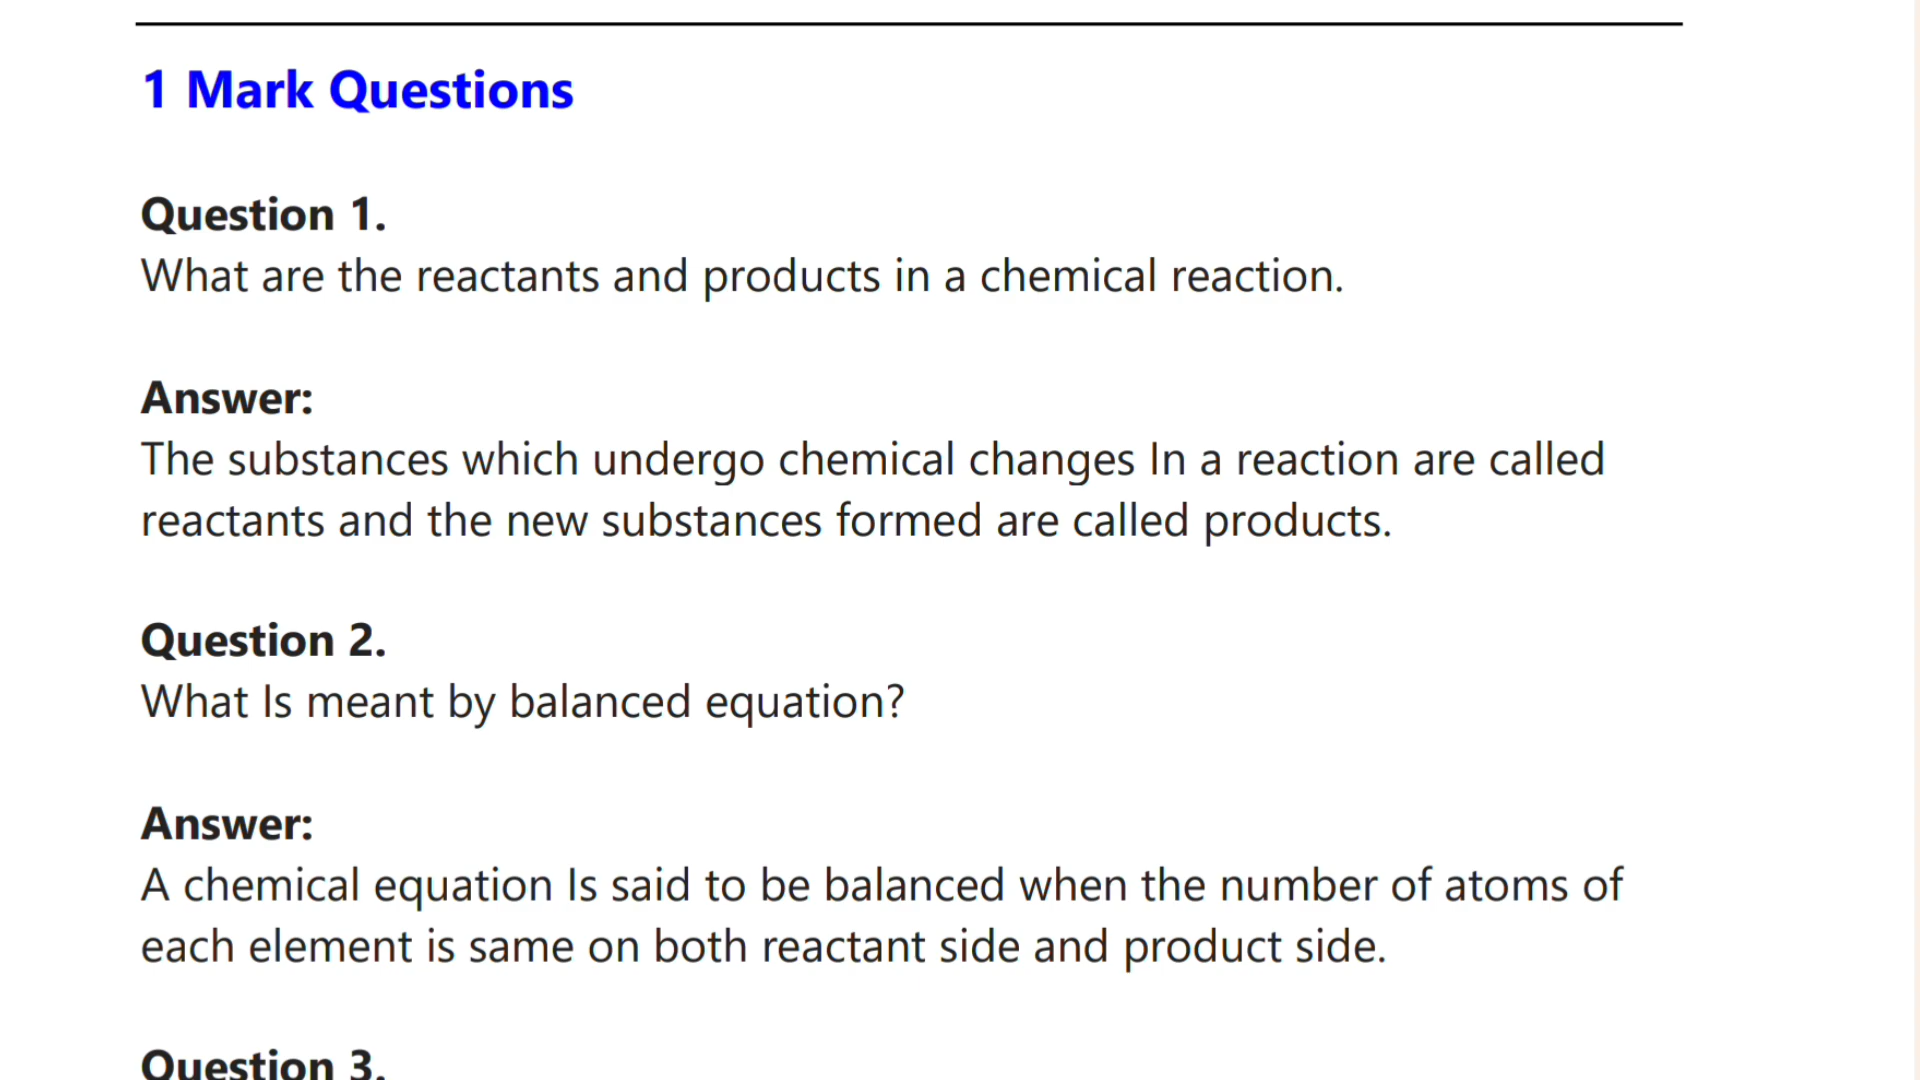 1 Mark Questions
Question 1.
What are the reactants and products in a chemical reaction.
Answer:
The substances which undergo chemical changes In a reaction are called
reactants and the new substances formed are called products.
Question 2.
What Is meant by balanced equation?
Answer:
A chemical equation Is said to be balanced when the number of atoms of
each element is same on both reactant side and product side.
Question 3.